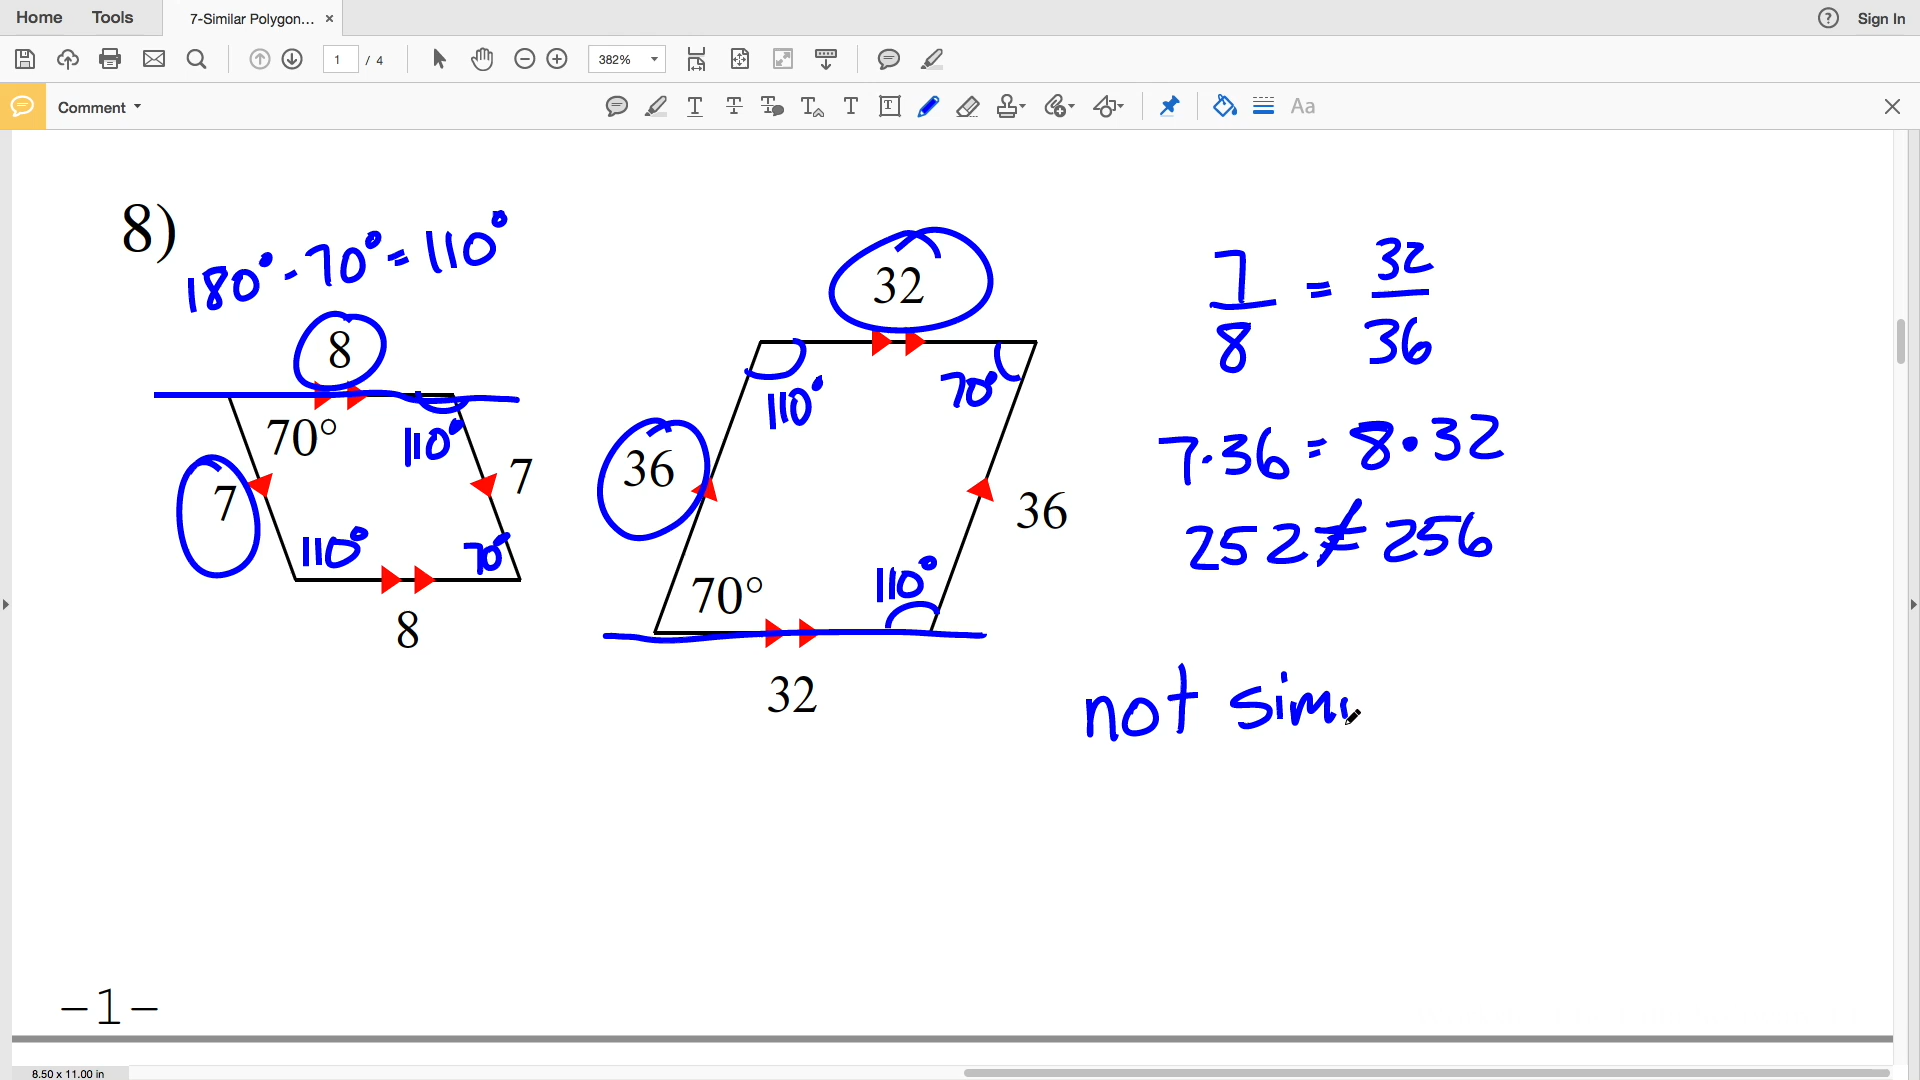 Home Tools 7-Similar Polygon... × ? Sign In
1 / 4 382%
Comment T T T T T T Aa
8)
180° - 70° = 110°
8
70° 110°
7 7
110° 70°
8
32
110° 70°
36 36
70° 110°
32
7/8 = 32/36
7·36 = 8·32
252 ≠ 256
not simi
-1-
8.50 x 11.00 in